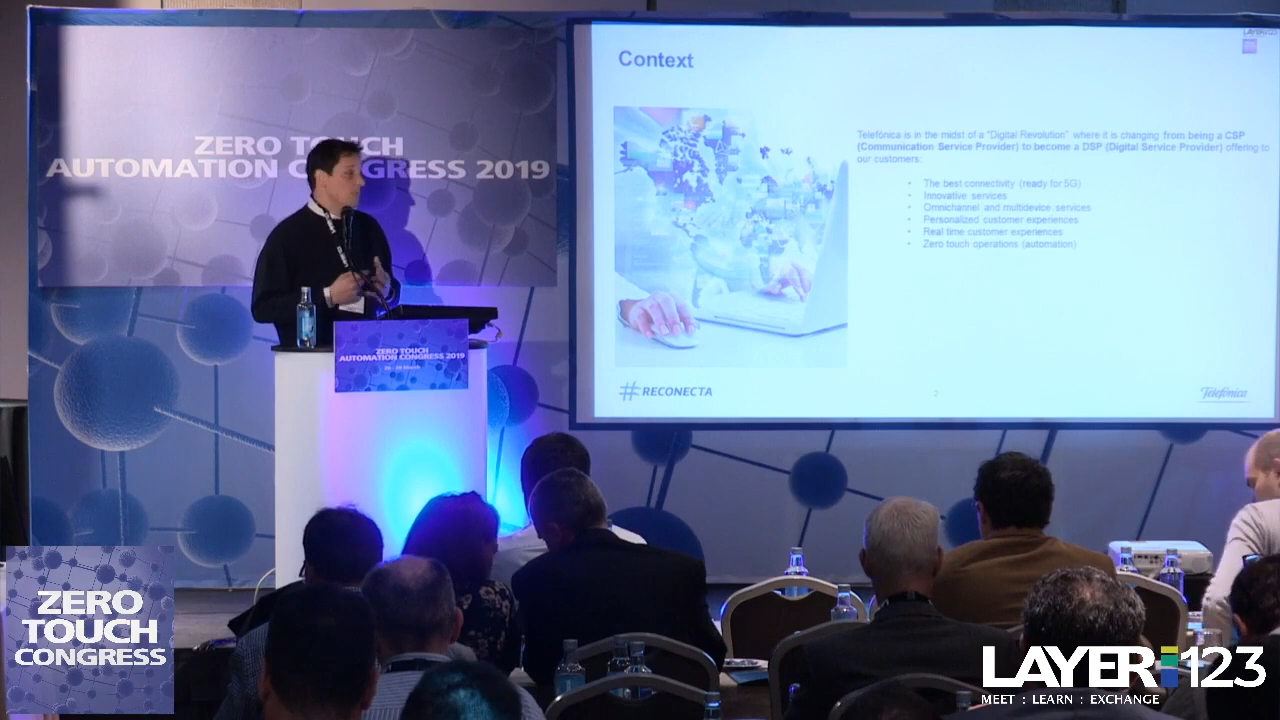 ZERO TOUCH
AUTOMATION CONGRESS 2019
LAYER123
Context
Telefónica is in the midst of a "Digital Revolution" where it is changing from being a CSP
(Communication Service Provider) to become a DSP (Digital Service Provider) offering to
our customers:
• The best connectivity (ready for 5G)
• Innovative services
• Omnichannel and multidevice services
• Personalized customer experiences
• Real time customer experiences
• Zero touch operations (automation)
#RECONECTA
2
Telefónica
ZERO TOUCH
AUTOMATION CONGRESS 2019
ZERO
TOUCH
CONGRESS
LAYER123
MEET : LEARN : EXCHANGE